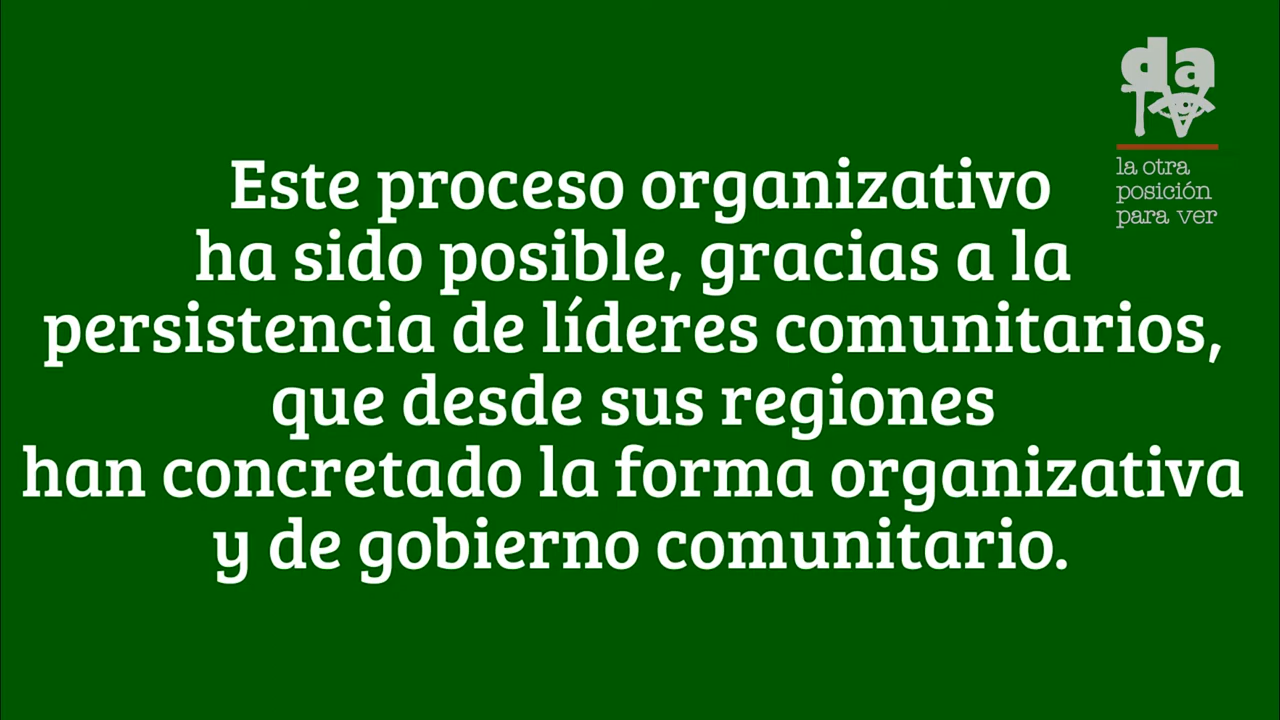 da
TV
la otra
posición
para ver
Este proceso organizativo
ha sido posible, gracias a la
persistencia de líderes comunitarios,
que desde sus regiones
han concretado la forma organizativa
y de gobierno comunitario.